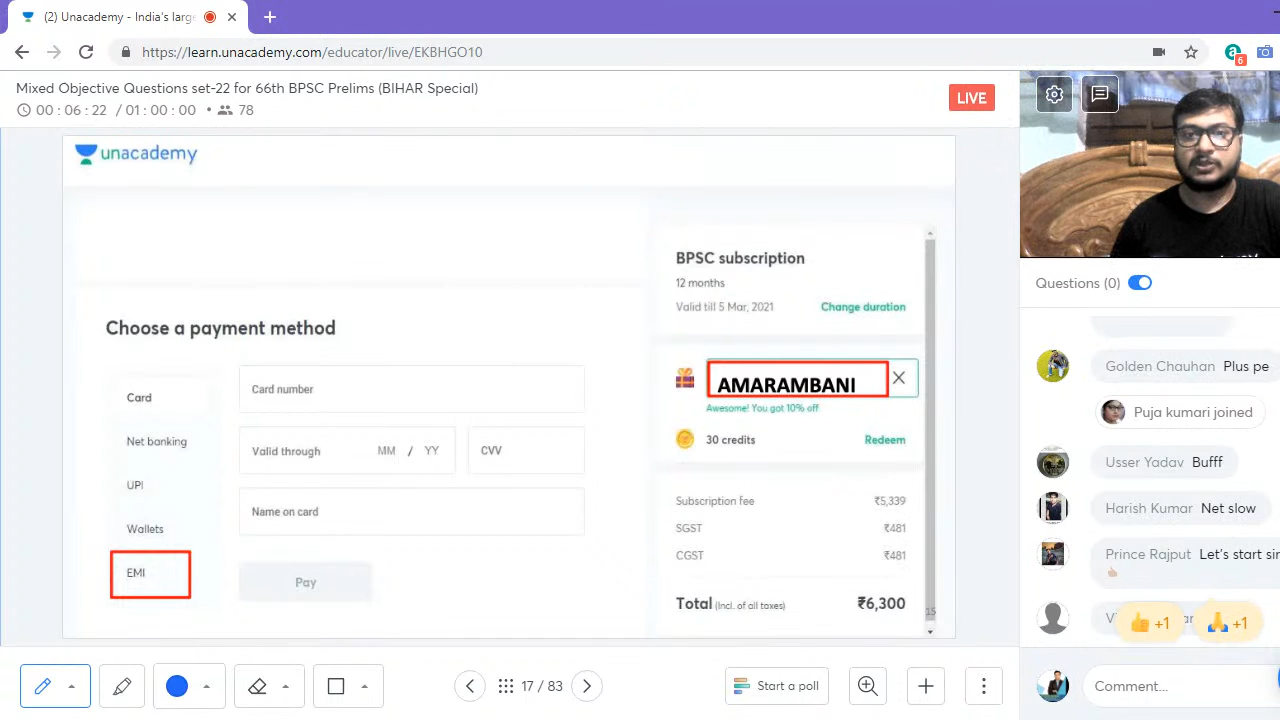 (2) Unacademy - India's larg
https://learn.unacademy.com/educator/live/EKBHGO10
6
Mixed Objective Questions set-22 for 66th BPSC Prelims (BIHAR Special)
00 : 06 : 22 / 01 : 00 : 00 • 78
LIVE
unacademy
Choose a payment method
Card
Net banking
UPI
Wallets
EMI
Card number
Valid through MM / YY
CVV
Name on card
Pay
BPSC subscription
12 months
Valid till 5 Mar, 2021 Change duration
AMARAMBANI
Awesome! You got 10% off
30 credits Redeem
Subscription fee ₹5,339
SGST ₹481
CGST ₹481
Total (Incl. of all taxes) ₹6,300
15
Questions (0)
Golden Chauhan Plus pe
Puja kumari joined
Usser Yadav Bufff
Harish Kumar Net slow
Prince Rajput Let's start sir
+1 +1
17 / 83
Start a poll
Comment...